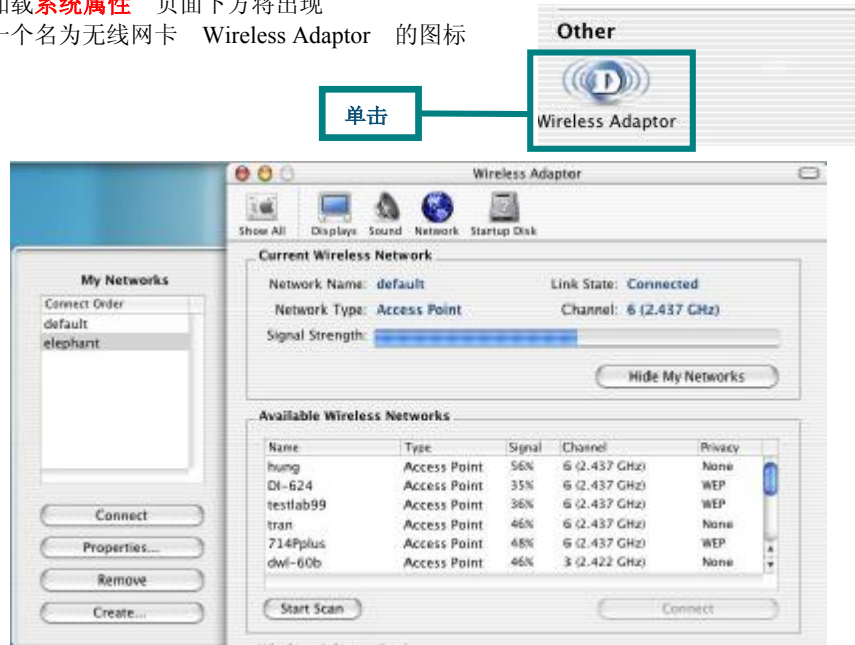 加载系统属性 页面下方将出现
一个名为无线网卡 Wireless Adaptor 的图标
Other
单击
Wireless Adaptor
Wireless Adaptor
Show All Displays Sound Network Startup Disk
Current Wireless Network
My Networks
Network Name: default Link State: Connected
Connect Order
Network Type: Access Point Channel: 6 (2.437 GHz)
default
Signal Strength:
elephant
Hide My Networks
Available Wireless Networks
Name Type Signal Channel Privacy
hung Access Point 56% 6 (2.437 GHz) None
DI-624 Access Point 35% 6 (2.437 GHz) WEP
testlab99 Access Point 36% 6 (2.437 GHz) WEP
tran Access Point 46% 6 (2.437 GHz) None
714Pplus Access Point 48% 6 (2.437 GHz) WEP
dwl-60b Access Point 46% 3 (2.422 GHz) None
Connect
Properties...
Remove
Create...
Start Scan Connect